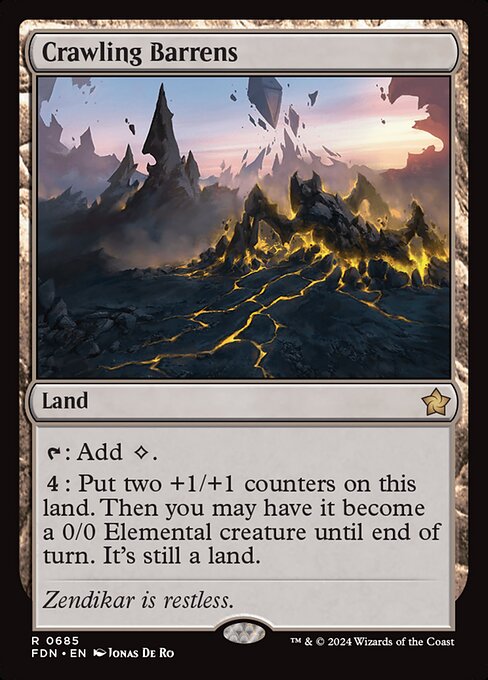 Crawling Barrens
Land
: Add .
4 : Put two +1/+1 counters on this
land. Then you may have it become
a 0/0 Elemental creature until end of
turn. It's still a land.
Zendikar is restless.
R 0685
FDN • EN Jonas De Ro
™ & © 2024 Wizards of the Coast